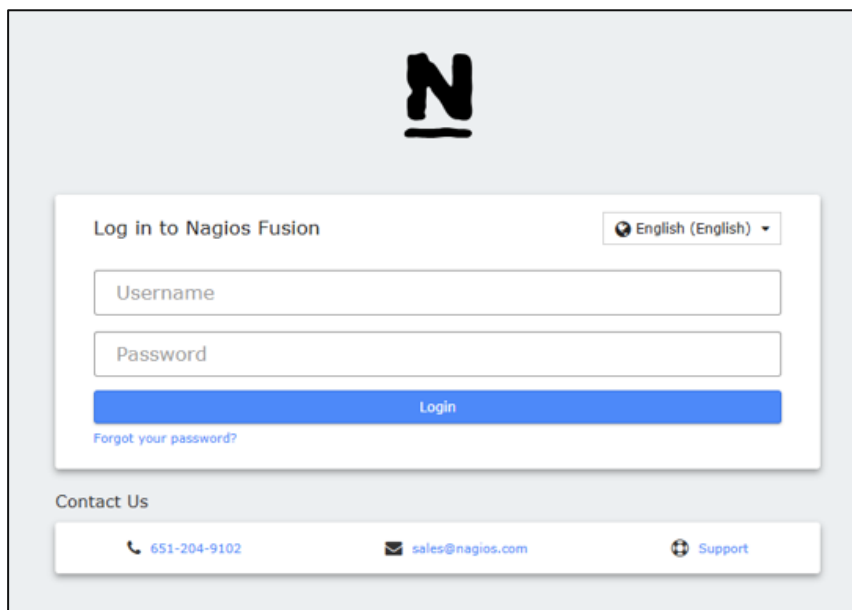 N
Log in to Nagios Fusion
English (English)
Username
Password
Login
Forgot your password?
Contact Us
651-204-9102 sales@nagios.com Support